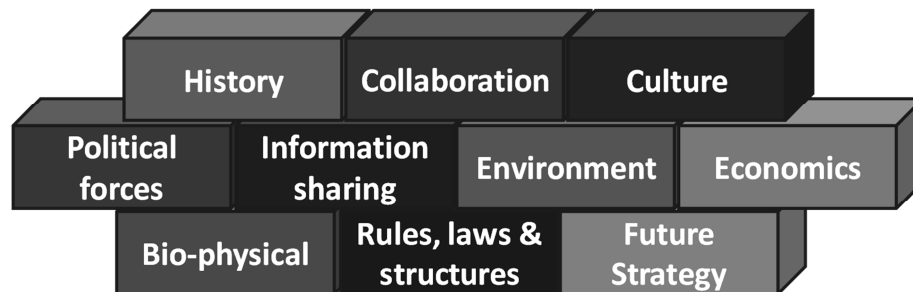 History
Collaboration
Culture
Political
forces
Information
sharing
Environment
Economics
Bio-physical
Rules, laws &
structures
Future
Strategy